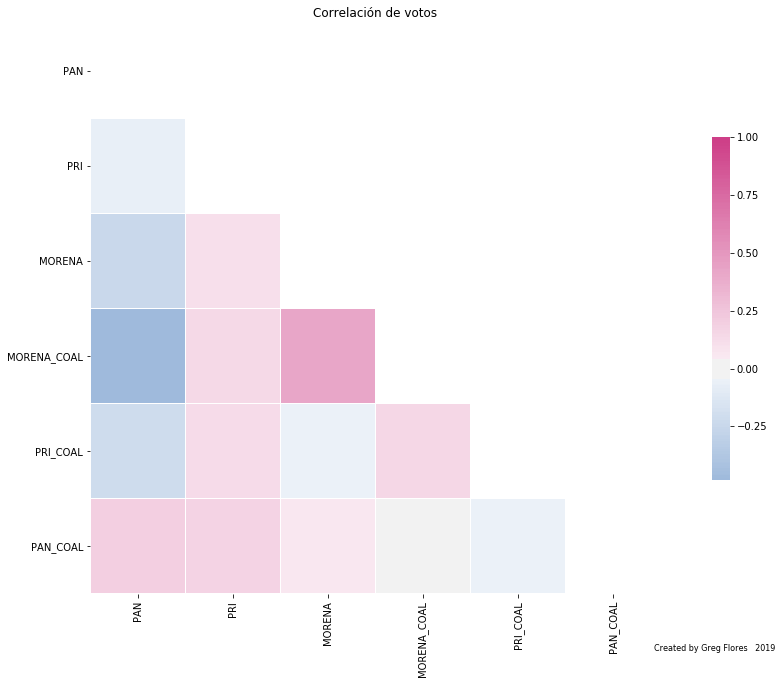 Correlación de votos
PAN
PRI
MORENA
MORENA_COAL
PRI_COAL
PAN_COAL
PAN
PRI
MORENA
MORENA_COAL
PRI_COAL
PAN_COAL
1.00
0.75
0.50
0.25
0.00
−0.25
Created by Greg Flores 2019